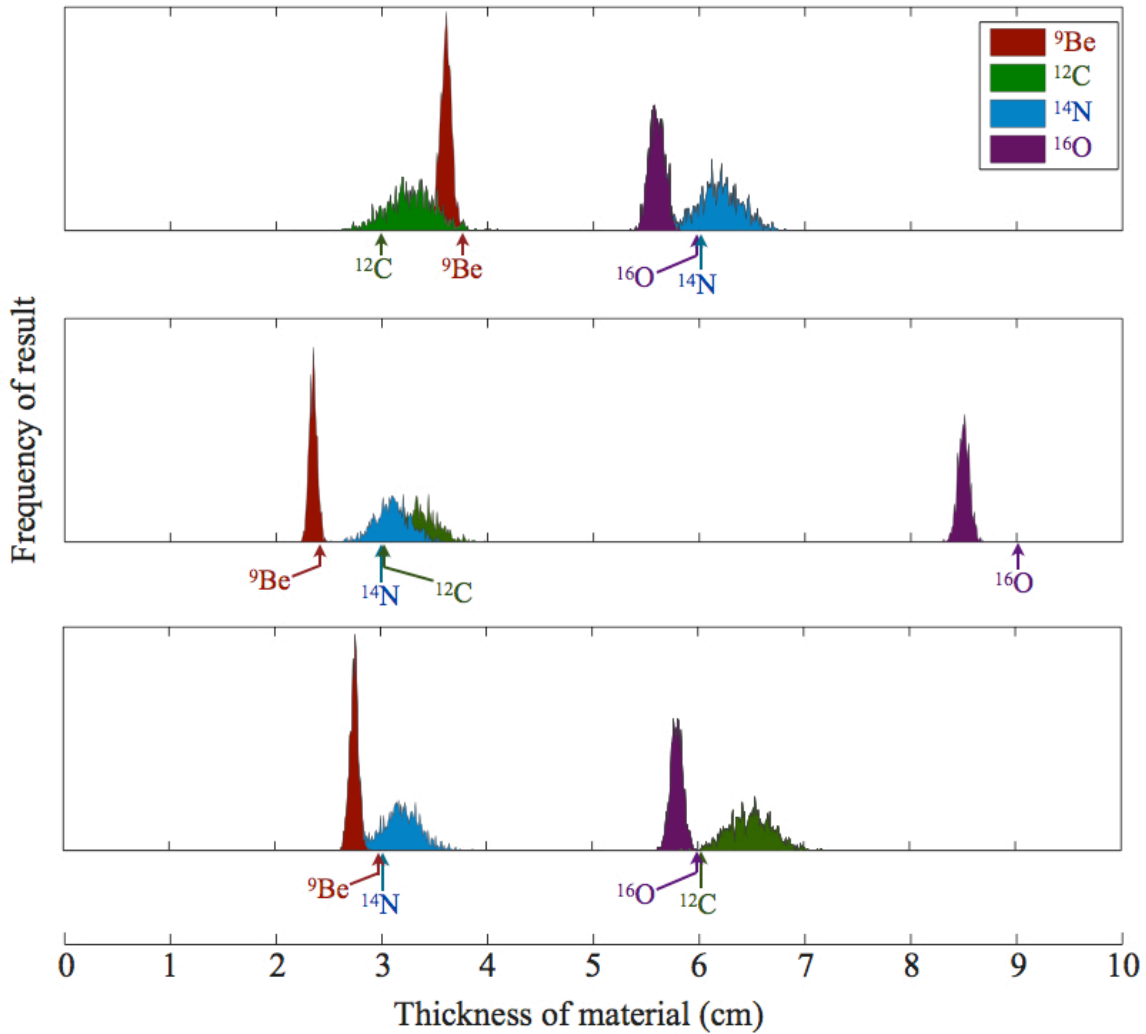 ⁹Be
¹²C
¹⁴N
¹⁶O
¹²C ⁹Be ¹⁶O ¹⁴N
Frequency of result
⁹Be ¹⁴N ¹²C ¹⁶O
⁹Be ¹⁴N ¹⁶O ¹²C
0 1 2 3 4 5 6 7 8 9 10
Thickness of material (cm)